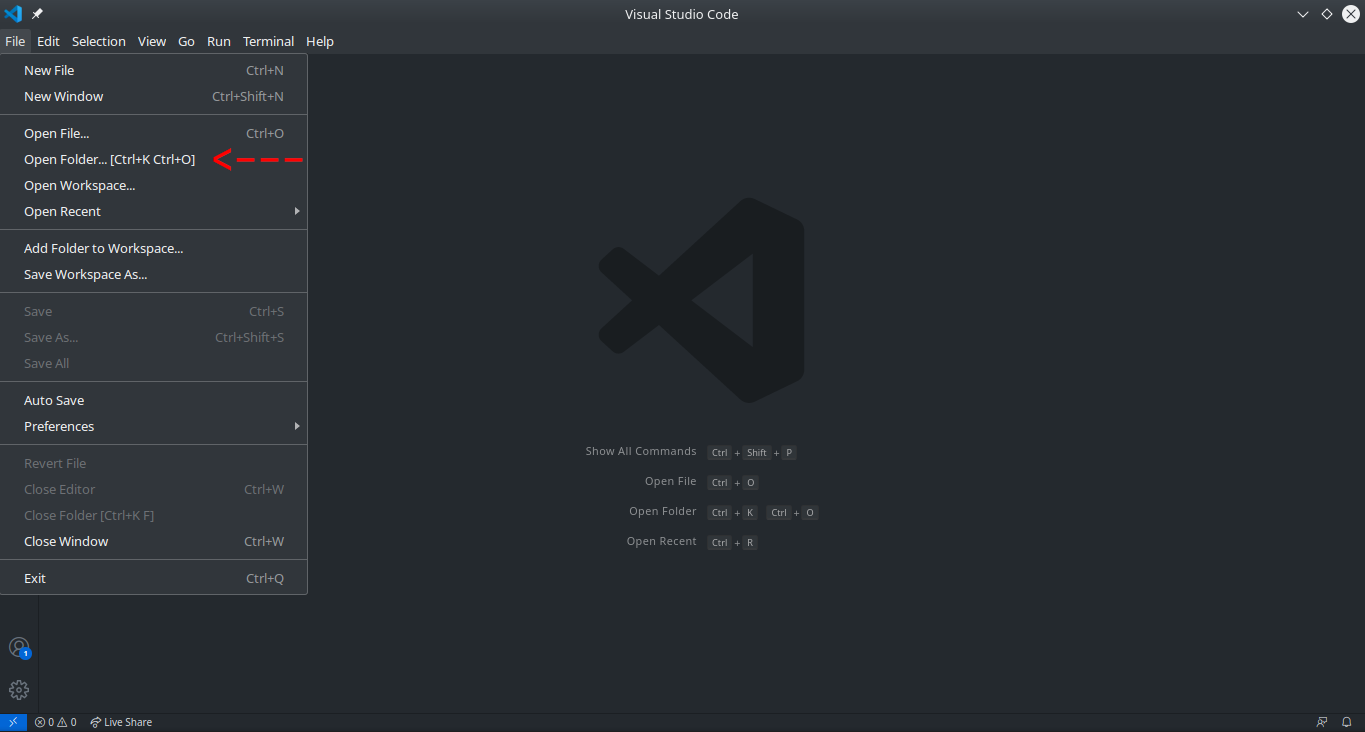 Visual Studio Code
File Edit Selection View Go Run Terminal Help
New File Ctrl+N
New Window Ctrl+Shift+N
Open File... Ctrl+O
Open Folder... [Ctrl+K Ctrl+O]
Open Workspace...
Open Recent
Add Folder to Workspace...
Save Workspace As...
Save Ctrl+S
Save As... Ctrl+Shift+S
Save All
Auto Save
Preferences
Revert File
Close Editor Ctrl+W
Close Folder [Ctrl+K F]
Close Window Ctrl+W
Exit Ctrl+Q
Show All Commands Ctrl + Shift + P
Open File Ctrl + O
Open Folder Ctrl + K Ctrl + O
Open Recent Ctrl + R
1
0 0 Live Share